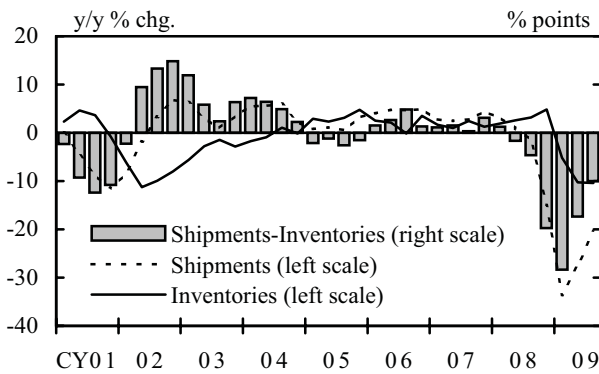 y/y % chg.
% points
20
10
0
-10
-20
-30
-40
Shipments-Inventories (right scale)
Shipments (left scale)
Inventories (left scale)
CY01 02 03 04 05 06 07 08 09